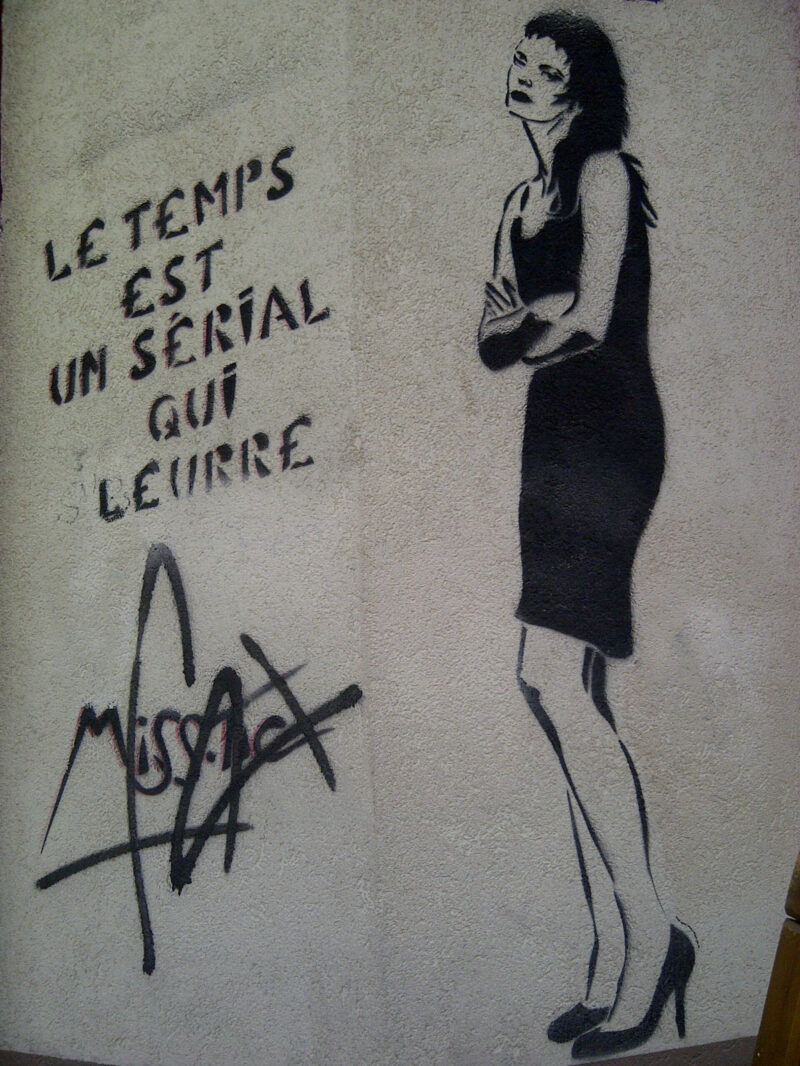 LE TEMPS
EST
UN SÉRIAL
QUI
LEURRE
Miss.Tic